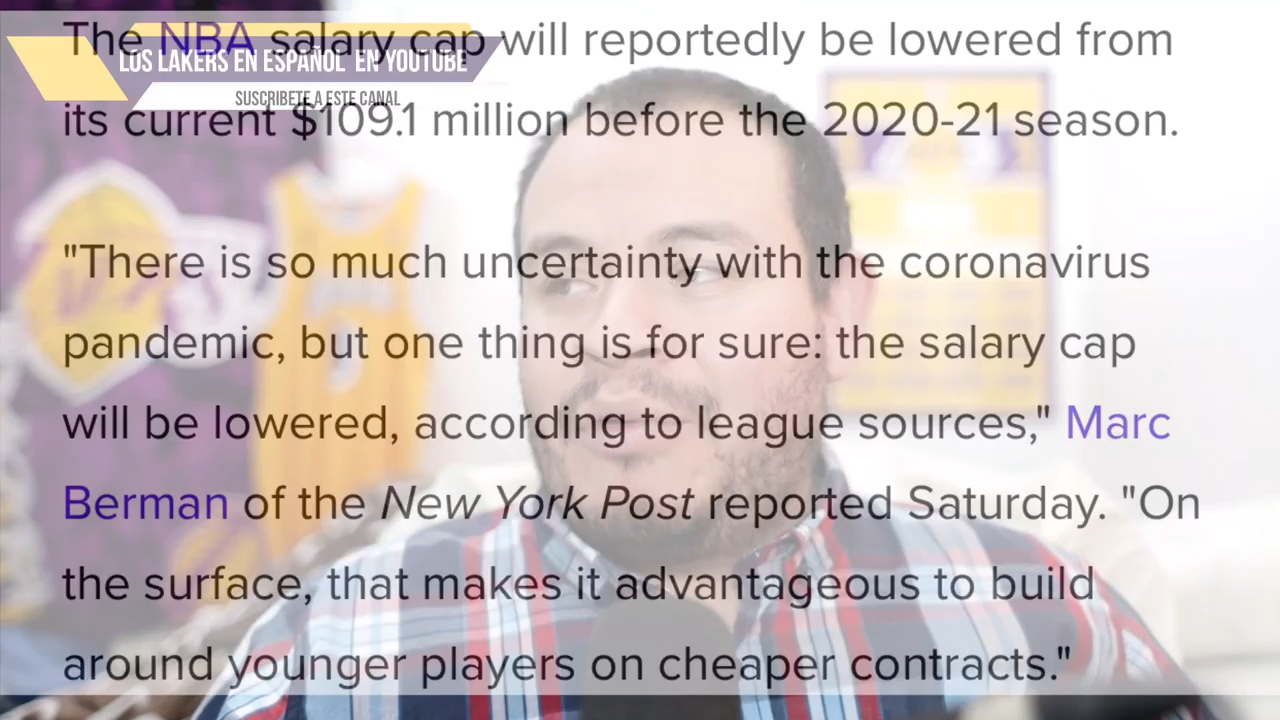 The NBA salary cap will reportedly be lowered from
LOS LAKERS EN ESPAÑOL EN YOUTUBE
SUSCRIBETE A ESTE CANAL
its current $109.1 million before the 2020-21 season.
"There is so much uncertainty with the coronavirus
pandemic, but one thing is for sure: the salary cap
will be lowered, according to league sources," Marc
Berman of the New York Post reported Saturday. "On
the surface, that makes it advantageous to build
around younger players on cheaper contracts."